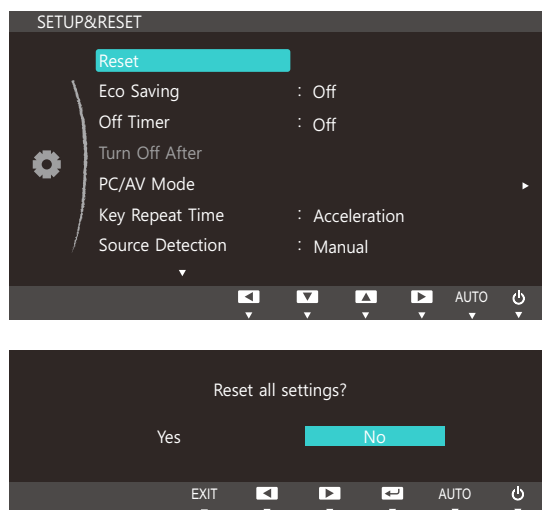 SETUP&RESET
Reset
Eco Saving : Off
Off Timer : Off
Turn Off After
PC/AV Mode
Key Repeat Time : Acceleration
Source Detection : Manual
AUTO
Reset all settings?
Yes No
EXIT AUTO